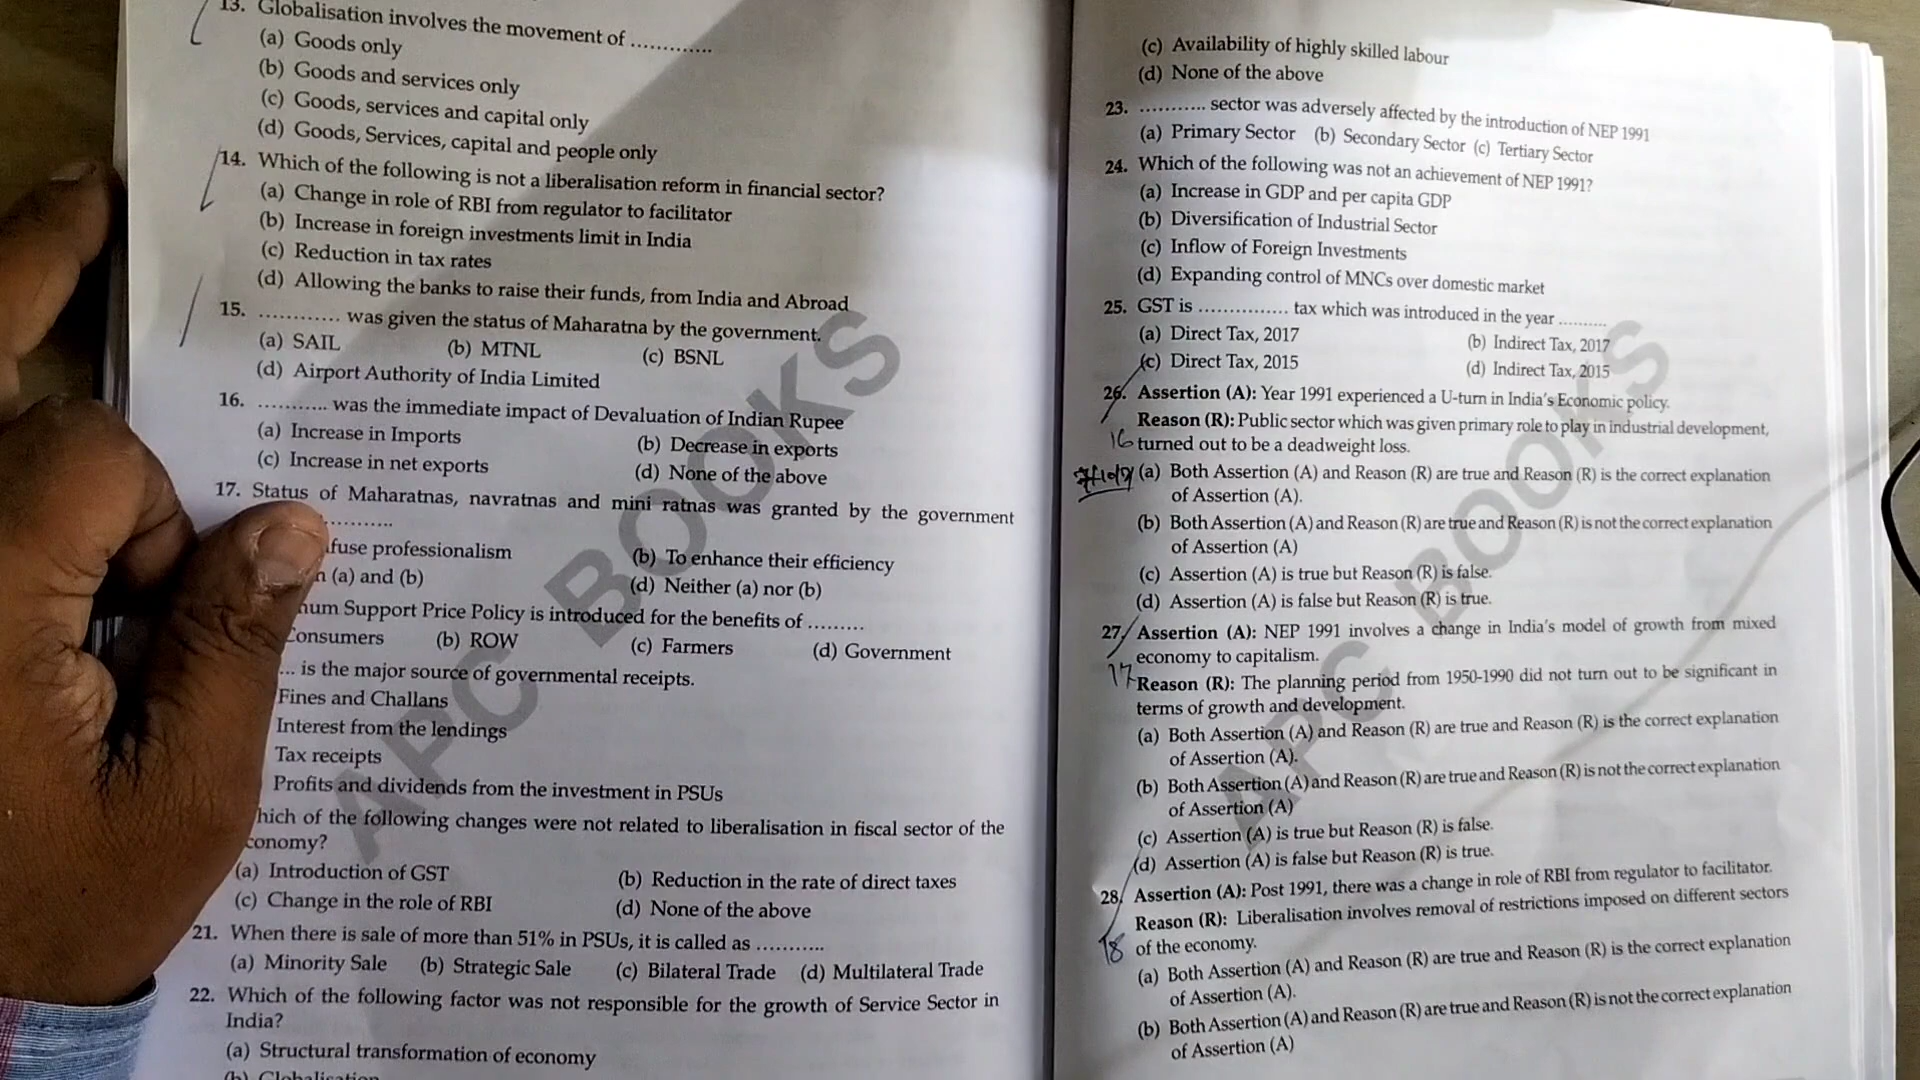 13. Globalisation involves the movement of .............
(a) Goods only
(b) Goods and services only
(c) Goods, services and capital only
(d) Goods, Services, capital and people only
14. Which of the following is not a liberalisation reform in financial sector?
(a) Change in role of RBI from regulator to facilitator
(b) Increase in foreign investments limit in India
(c) Reduction in tax rates
(d) Allowing the banks to raise their funds, from India and Abroad
15. ............. was given the status of Maharatna by the government.
(a) SAIL (b) MTNL (c) BSNL
(d) Airport Authority of India Limited
16. ........... was the immediate impact of Devaluation of Indian Rupee
(a) Increase in Imports (b) Decrease in exports
(c) Increase in net exports (d) None of the above
17. Status of Maharatnas, navratnas and mini ratnas was granted by the government
...........
fuse professionalism (b) To enhance their efficiency
(a) and (b) (d) Neither (a) nor (b)
um Support Price Policy is introduced for the benefits of .........
Consumers (b) ROW (c) Farmers (d) Government
... is the major source of governmental receipts.
Fines and Challans
Interest from the lendings
Tax receipts
Profits and dividends from the investment in PSUs
hich of the following changes were not related to liberalisation in fiscal sector of the
conomy?
(a) Introduction of GST (b) Reduction in the rate of direct taxes
(c) Change in the role of RBI (d) None of the above
21. When there is sale of more than 51% in PSUs, it is called as ...........
(a) Minority Sale (b) Strategic Sale (c) Bilateral Trade (d) Multilateral Trade
22. Which of the following factor was not responsible for the growth of Service Sector in
India?
(a) Structural transformation of economy
(b) Globalisation
APC BOOKS
(c) Availability of highly skilled labour
(d) None of the above
23. ........... sector was adversely affected by the introduction of NEP 1991
(a) Primary Sector (b) Secondary Sector (c) Tertiary Sector
24. Which of the following was not an achievement of NEP 1991?
(a) Increase in GDP and per capita GDP
(b) Diversification of Industrial Sector
(c) Inflow of Foreign Investments
(d) Expanding control of MNCs over domestic market
25. GST is ............... tax which was introduced in the year ..........
(a) Direct Tax, 2017 (b) Indirect Tax, 2017
(c) Direct Tax, 2015 (d) Indirect Tax, 2015
26. Assertion (A): Year 1991 experienced a U-turn in India's Economic policy.
Reason (R): Public sector which was given primary role to play in industrial development,
16 turned out to be a deadweight loss.
(a) Both Assertion (A) and Reason (R) are true and Reason (R) is the correct explanation
of Assertion (A).
(b) Both Assertion (A) and Reason (R) are true and Reason (R) is not the correct explanation
of Assertion (A)
(c) Assertion (A) is true but Reason (R) is false.
(d) Assertion (A) is false but Reason (R) is true.
27. Assertion (A): NEP 1991 involves a change in India's model of growth from mixed
economy to capitalism.
17 Reason (R): The planning period from 1950-1990 did not turn out to be significant in
terms of growth and development.
(a) Both Assertion (A) and Reason (R) are true and Reason (R) is the correct explanation
of Assertion (A).
(b) Both Assertion (A) and Reason (R) are true and Reason (R) is not the correct explanation
of Assertion (A)
(c) Assertion (A) is true but Reason (R) is false.
(d) Assertion (A) is false but Reason (R) is true.
28. Assertion (A): Post 1991, there was a change in role of RBI from regulator to facilitator.
Reason (R): Liberalisation involves removal of restrictions imposed on different sectors
18 of the economy.
(a) Both Assertion (A) and Reason (R) are true and Reason (R) is the correct explanation
of Assertion (A).
(b) Both Assertion (A) and Reason (R) are true and Reason (R) is not the correct explanation
of Assertion (A)
APC BOOKS